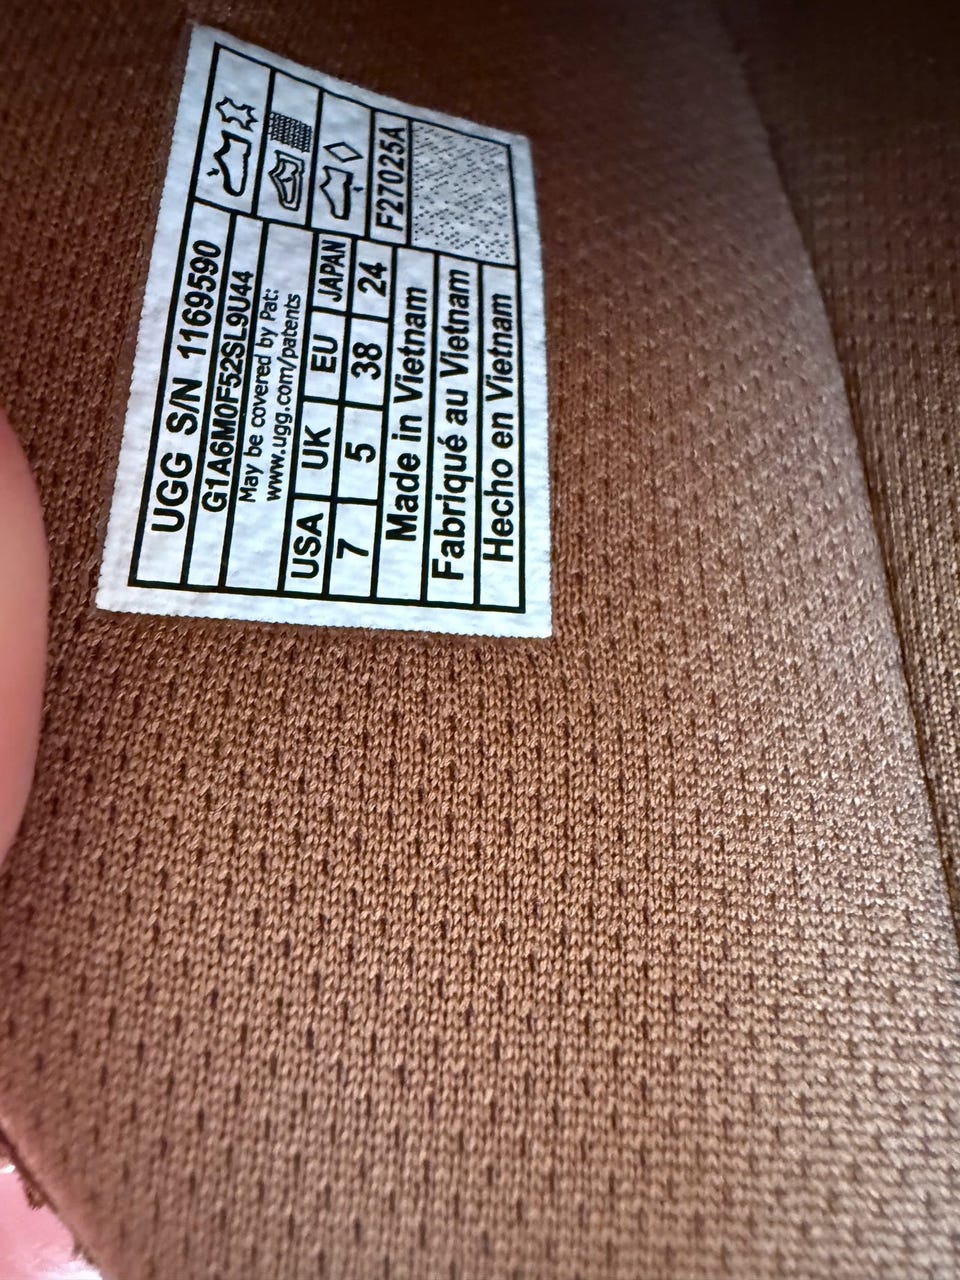 UGG S/N 1169590
G1A6M0F52SL9U44
May be covered by Pat:
www.ugg.com/patents
USA UK EU JAPAN
7 5 38 24
Made in Vietnam
Fabriqué au Vietnam
Hecho en Vietnam
F27025A